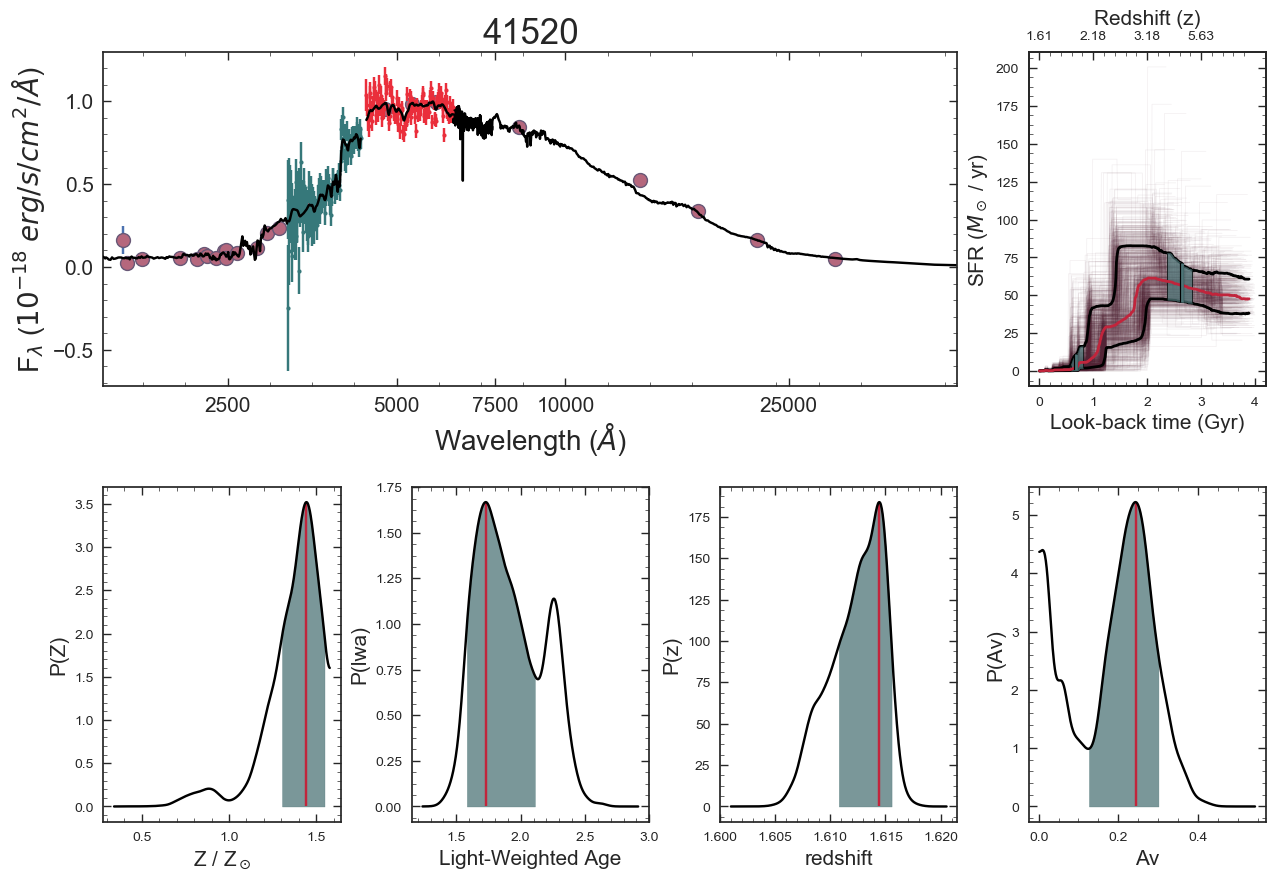 41520
F_λ (10^−18 erg/s/cm^2/Å)
1.0
0.5
0.0
−0.5
2500 5000 7500 10000 25000
Wavelength (Å)
Redshift (z)
1.61 2.18 3.18 5.63
SFR (M_⊙ / yr)
200
175
150
125
100
75
50
25
0
0 1 2 3 4
Look-back time (Gyr)
P(Z)
3.5
3.0
2.5
2.0
1.5
1.0
0.5
0.0
0.5 1.0 1.5
Z / Z_⊙
P(lwa)
1.75
1.50
1.25
1.00
0.75
0.50
0.25
0.00
1.5 2.0 2.5 3.0
Light-Weighted Age
P(z)
175
150
125
100
75
50
25
0
1.600 1.605 1.610 1.615 1.620
redshift
P(Av)
5
4
3
2
1
0
0.0 0.2 0.4
Av